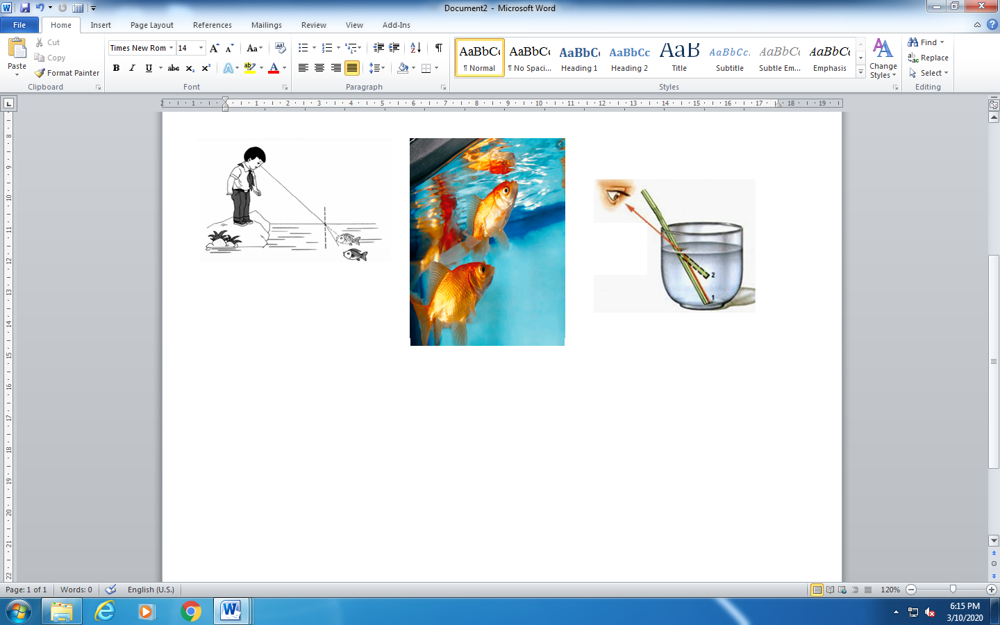 Document2 - Microsoft Word
File Home Insert Page Layout References Mailings Review View Add-Ins
Paste
Cut
Copy
Format Painter
Clipboard
Times New Rom 14
Font
Paragraph
AaBbCc AaBbCc AaBbCc AaBbCc AaB AaBbCc AaBbCc AaBbCc
¶ Normal ¶ No Spaci... Heading 1 Heading 2 Title Subtitle Subtle Em... Emphasis
Styles
Change Styles
Find
Replace
Select
Editing
2 1 1 2 3 4 5 6 7 8 9 10 11 12 13 14 15 16 17 18 19
8
9
10
11
12
13
14
15
16
17
18
19
20
21
22
2
1
Page: 1 of 1 Words: 0 English (U.S.) 120%
6:15 PM
3/10/2020